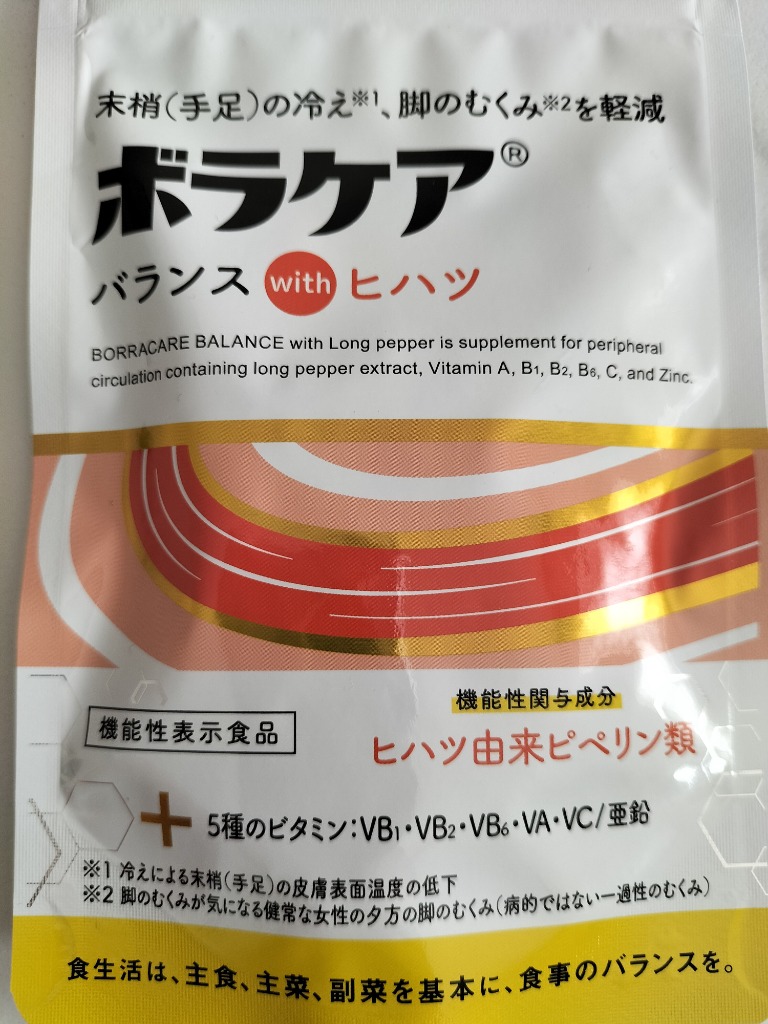 末梢(手足)の冷え※1、脚のむくみ※2を軽減
ボラケア®
バランス with ヒハツ
BORRACARE BALANCE with Long pepper is supplement for peripheral
circulation containing long pepper extract, Vitamin A, B1, B2, B6, C, and Zinc.
機能性関与成分
機能性表示食品
ヒハツ由来ピペリン類
+ 5種のビタミン:VB1・VB2・VB6・VA・VC/亜鉛
※1 冷えによる末梢(手足)の皮膚表面温度の低下
※2 脚のむくみが気になる健常な女性の夕方の脚のむくみ(病的ではない一過性のむくみ)
食生活は、主食、主菜、副菜を基本に、食事のバランスを。